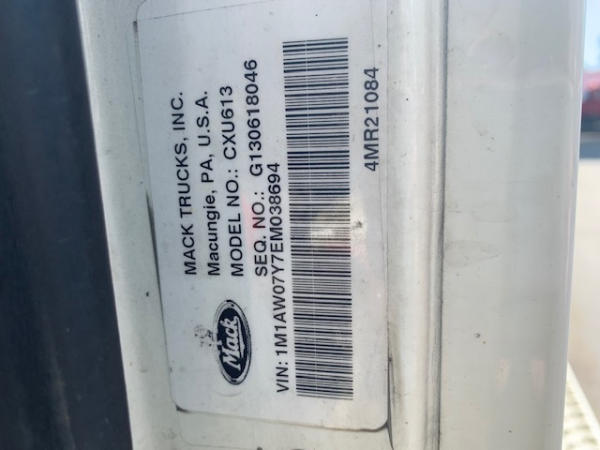 MACK TRUCKS, INC.
Macungie, PA, U.S.A.
MODEL NO.: CXU613
SEQ. NO.: G130618046
VIN: 1M1AW07Y7EM038694
4MR21084
Mack